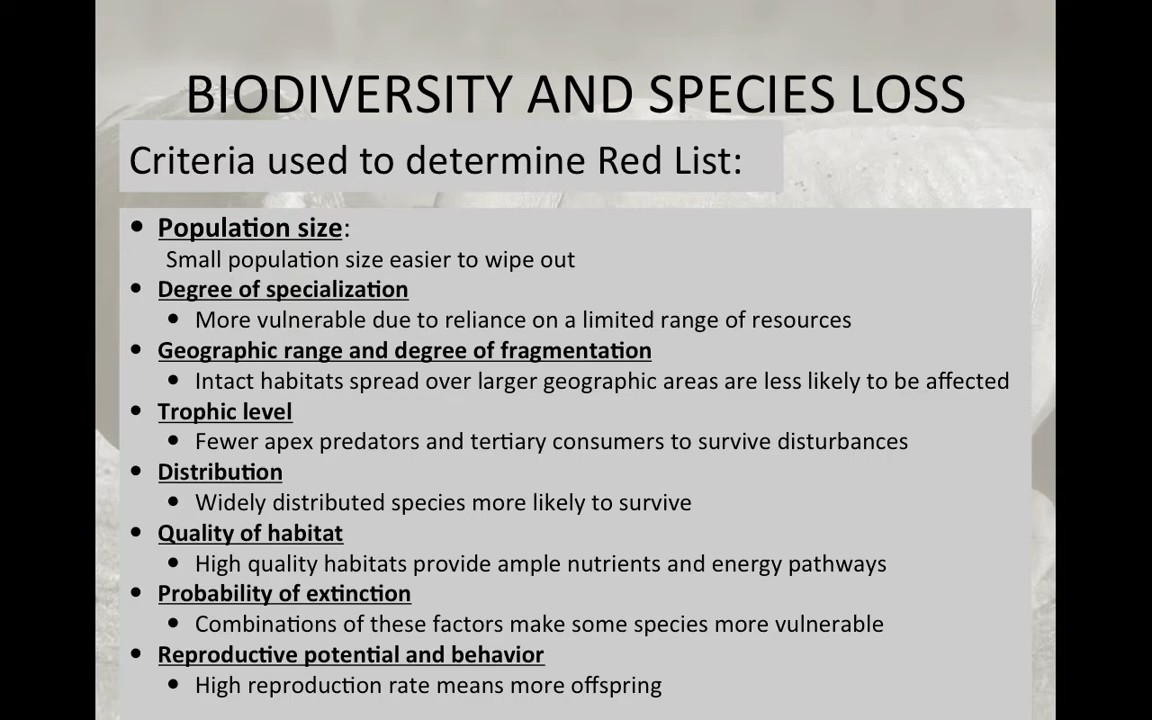 BIODIVERSITY AND SPECIES LOSS
Criteria used to determine Red List:
• Population size:
Small population size easier to wipe out
• Degree of specialization
• More vulnerable due to reliance on a limited range of resources
• Geographic range and degree of fragmentation
• Intact habitats spread over larger geographic areas are less likely to be affected
• Trophic level
• Fewer apex predators and tertiary consumers to survive disturbances
• Distribution
• Widely distributed species more likely to survive
• Quality of habitat
• High quality habitats provide ample nutrients and energy pathways
• Probability of extinction
• Combinations of these factors make some species more vulnerable
• Reproductive potential and behavior
• High reproduction rate means more offspring